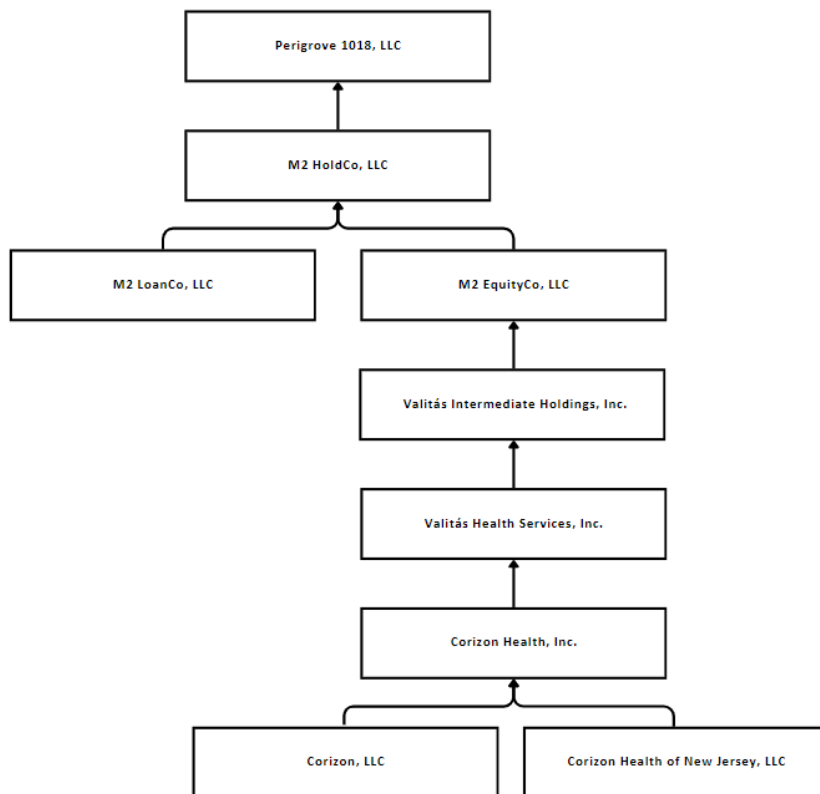 Perigrove 1018, LLC
M2 HoldCo, LLC
M2 LoanCo, LLC
M2 EquityCo, LLC
Valitás Intermediate Holdings, Inc.
Valitás Health Services, Inc.
Corizon Health, Inc.
Corizon, LLC
Corizon Health of New Jersey, LLC